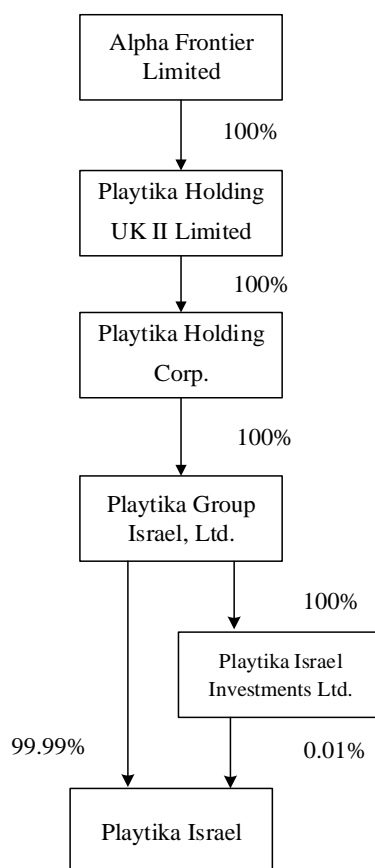 Alpha Frontier
Limited
100%
Playtika Holding
UK II Limited
100%
Playtika Holding
Corp.
100%
Playtika Group
Israel, Ltd.
100%
Playtika Israel
Investments Ltd.
99.99%
0.01%
Playtika Israel